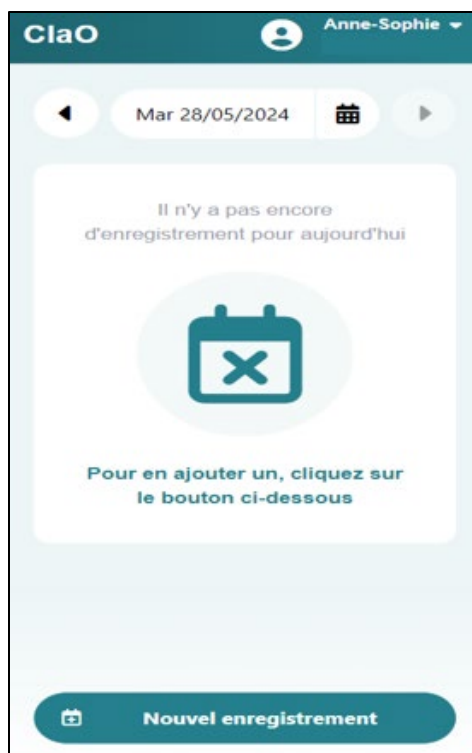 ClaO
Anne-Sophie
Mar 28/05/2024
Il n'y a pas encore
d'enregistrement pour aujourd'hui
Pour en ajouter un, cliquez sur
le bouton ci-dessous
Nouvel enregistrement